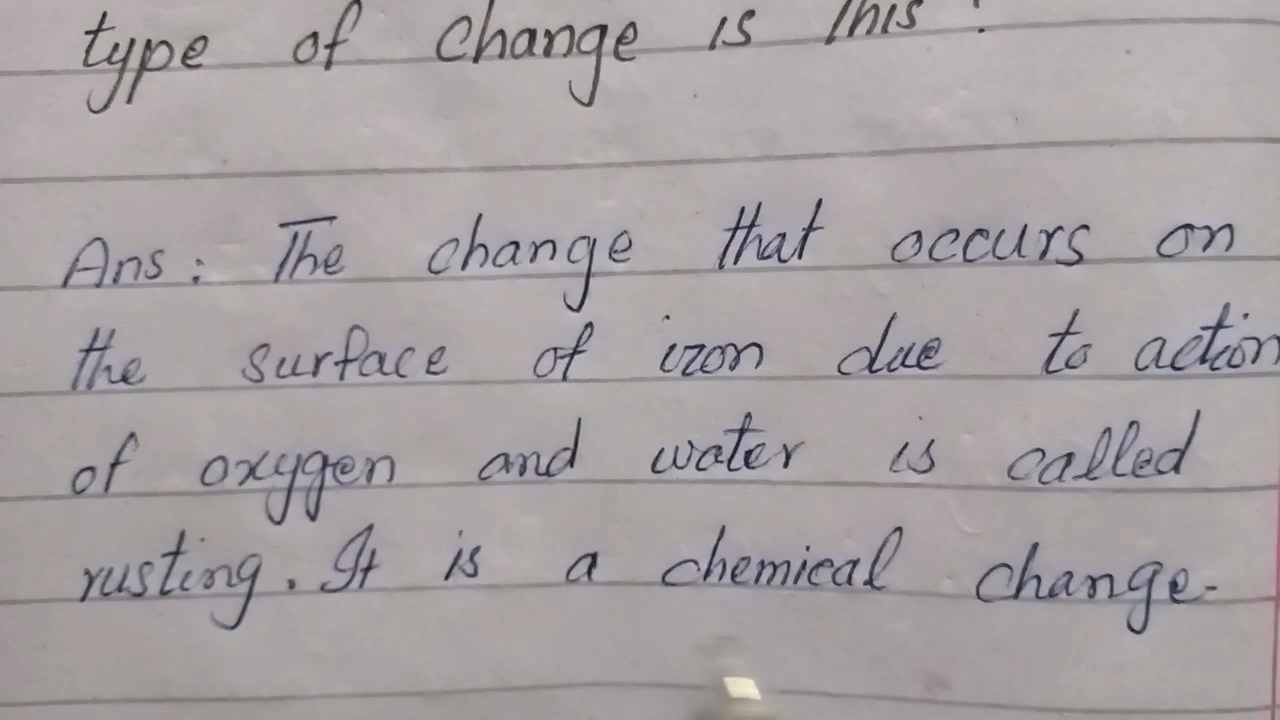 type of change is this?
Ans: The change that occurs on
the surface of iron due to action
of oxygen and water is called
rusting. It is a chemical change.